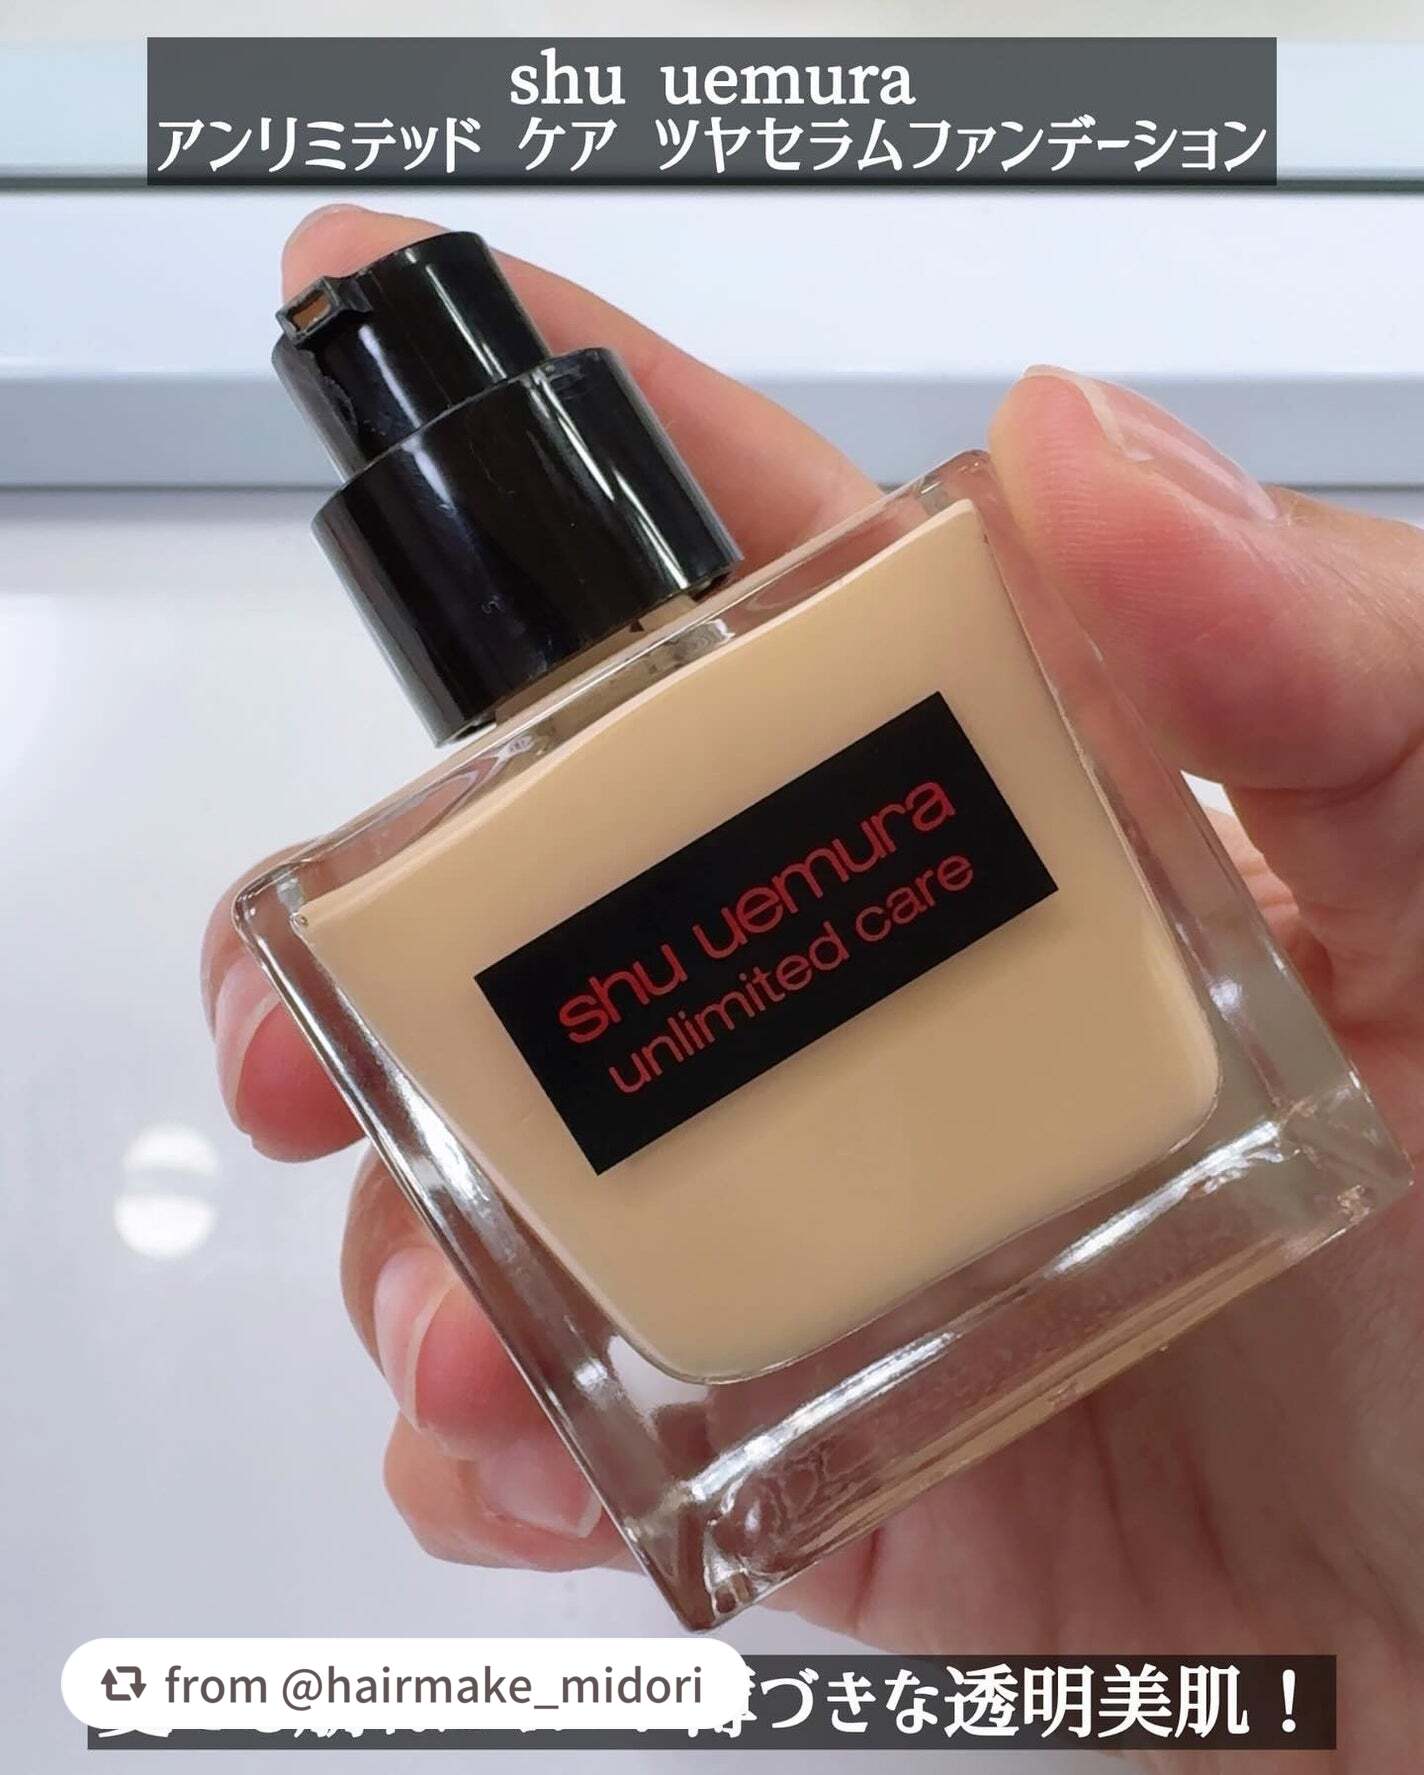 shu uemura
アンリミテッド ケア ツヤセラムファンデーション
shu uemura
unlimited care
from @hairmake_midori
づきな透明美肌！